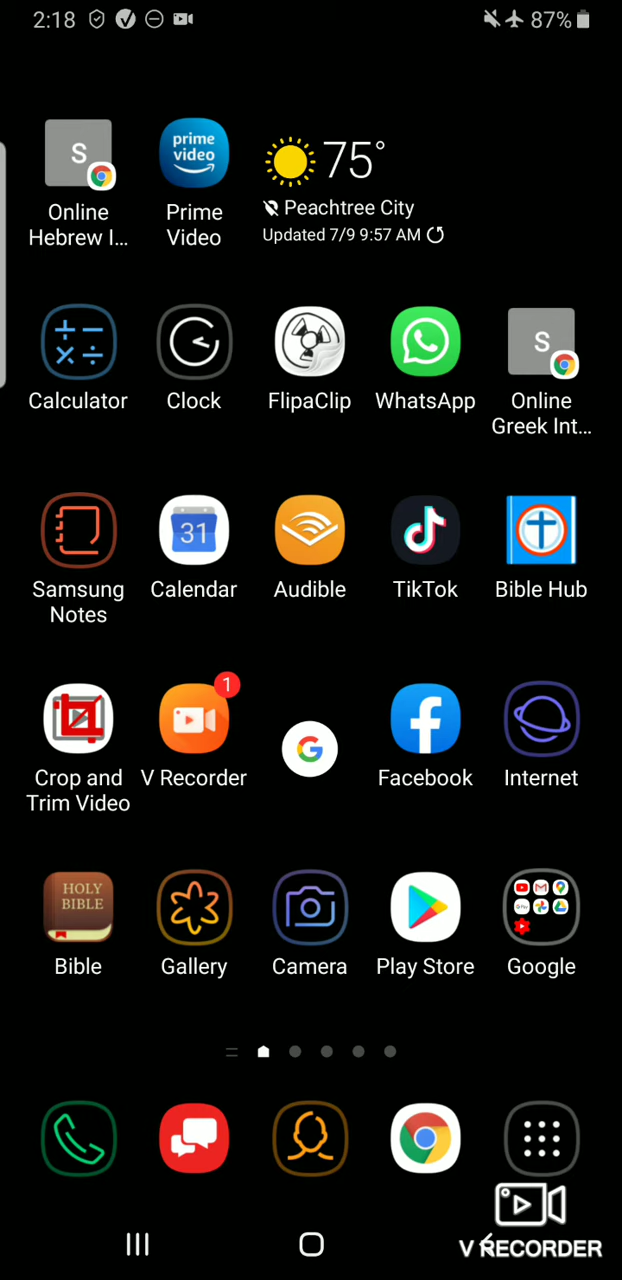 2:18
87%
S
Online
Hebrew I...
prime
video
Prime
Video
75°
Peachtree City
Updated 7/9 9:57 AM
Calculator
Clock
FlipaClip
WhatsApp
S
Online
Greek Int...
Samsung
Notes
31
Calendar
Audible
TikTok
Bible Hub
Crop and
Trim Video
1
V Recorder
G
Facebook
Internet
HOLY
BIBLE
Bible
Gallery
Camera
Play Store
Google
V RECORDER